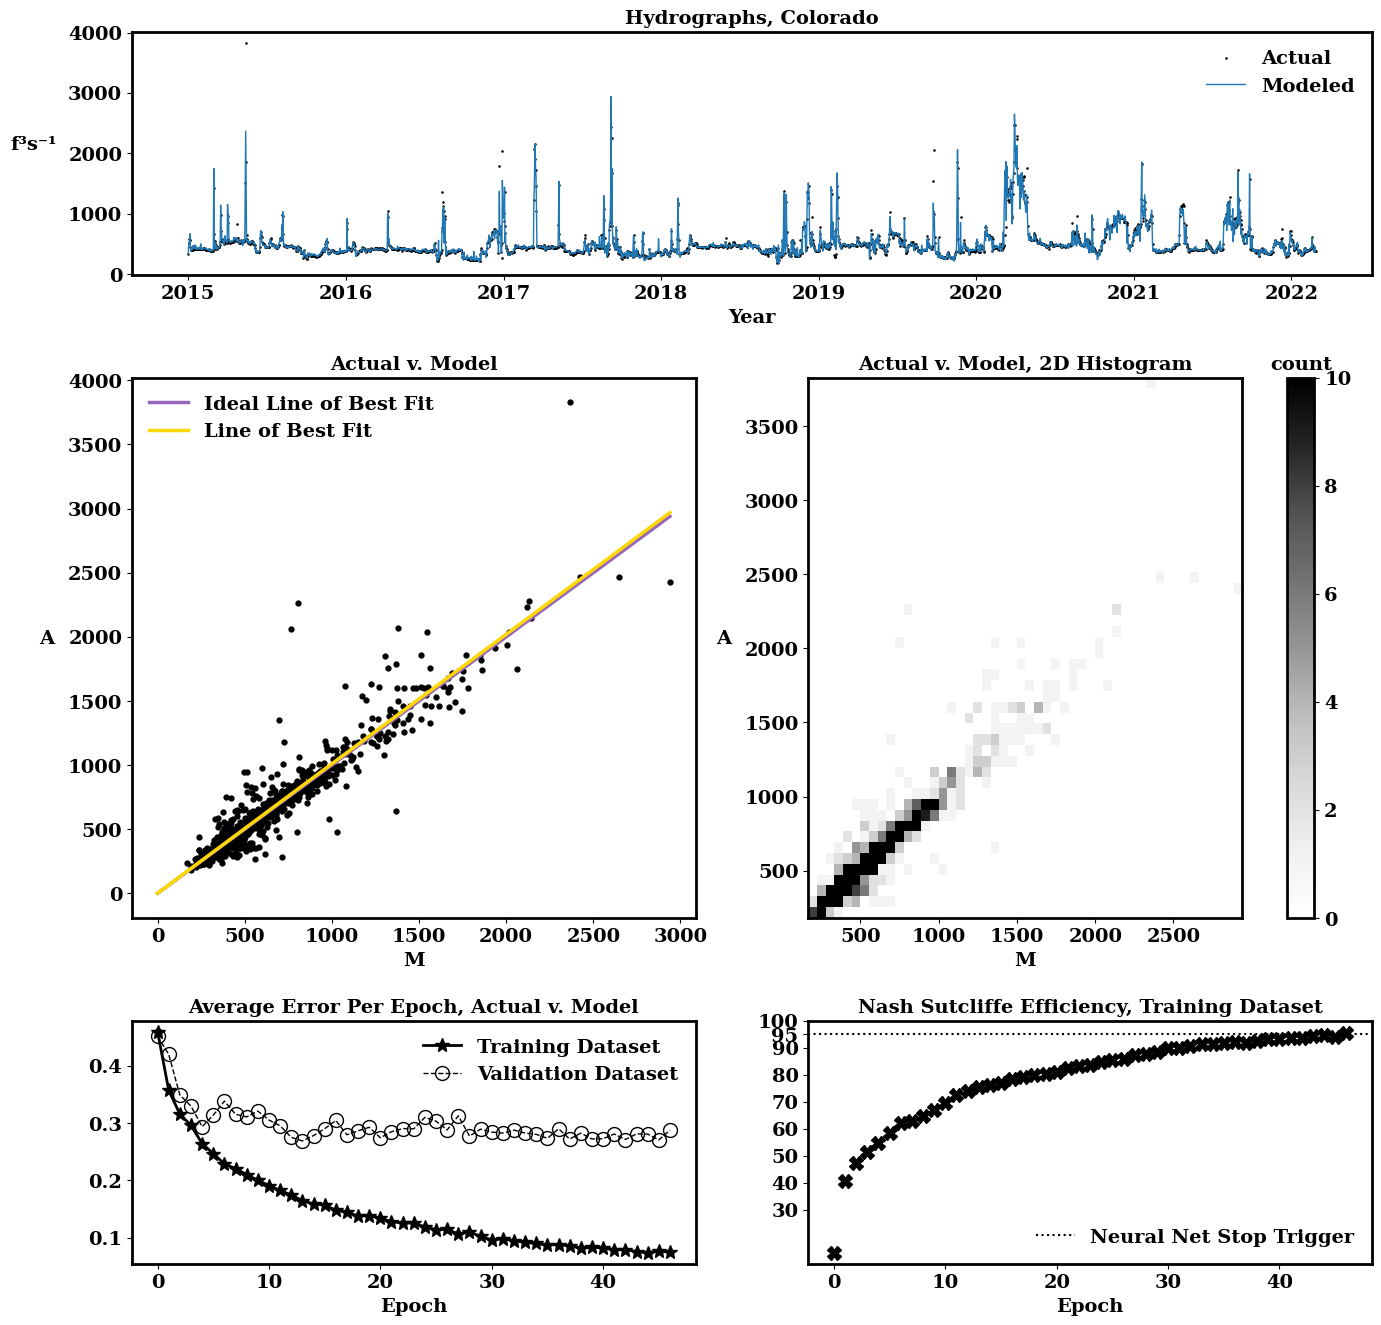 Hydrographs, Colorado
4000
3000
2000
1000
0
f³s⁻¹
Actual
Modeled
2015 2016 2017 2018 2019 2020 2021 2022
Year
Actual v. Model
4000
3500
3000
2500
2000
1500
1000
500
0
A
Ideal Line of Best Fit
Line of Best Fit
0 500 1000 1500 2000 2500 3000
M
Actual v. Model, 2D Histogram
3500
3000
2500
2000
1500
1000
500
A
500 1000 1500 2000 2500
M
count
10
8
6
4
2
0
Average Error Per Epoch, Actual v. Model
0.4
0.3
0.2
0.1
Training Dataset
Validation Dataset
0 10 20 30 40
Epoch
Nash Sutcliffe Efficiency, Training Dataset
100
95
90
80
70
60
50
40
30
Neural Net Stop Trigger
0 10 20 30 40
Epoch